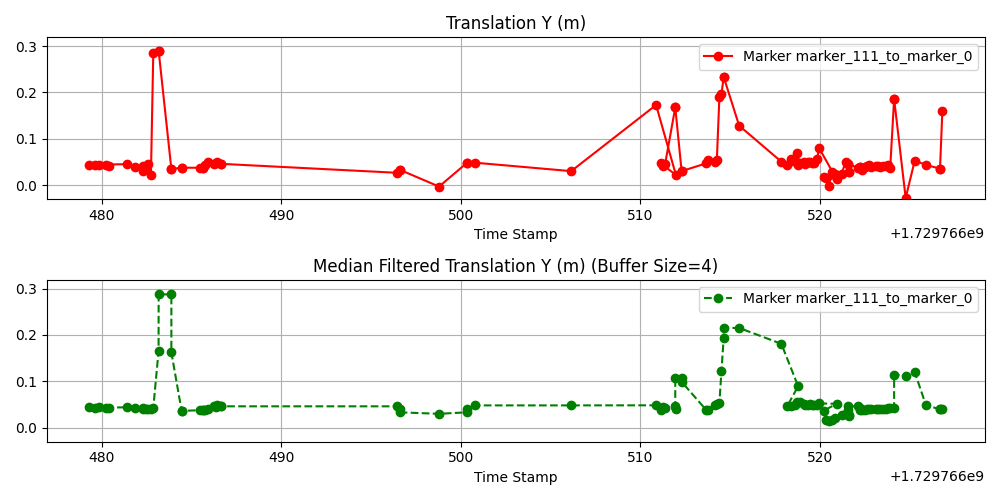 Translation Y (m)
0.3
0.2
0.1
0.0
Marker marker_111_to_marker_0
480
490
500
510
520
Time Stamp
+1.729766e9
Median Filtered Translation Y (m) (Buffer Size=4)
0.3
0.2
0.1
0.0
Marker marker_111_to_marker_0
480
490
500
510
520
Time Stamp
+1.729766e9